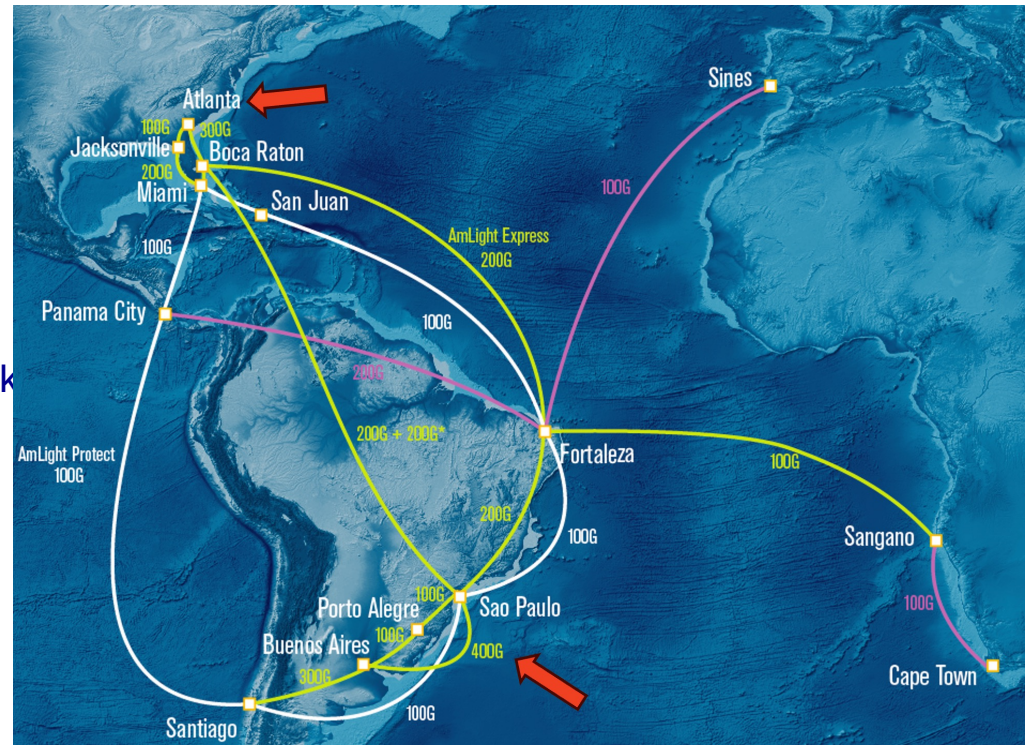 Atlanta
100G
300G
Jacksonville
Boca Raton
200G
Miami
San Juan
Sines
100G
AmLight Express
200G
100G
Panama City
100G
200G
k
200G + 200G*
AmLight Protect
100G
Fortaleza
100G
200G
100G
Sangano
100G
100G
Sao Paulo
Porto Alegre
100G
Buenos Aires
400G
300G
Cape Town
100G
Santiago